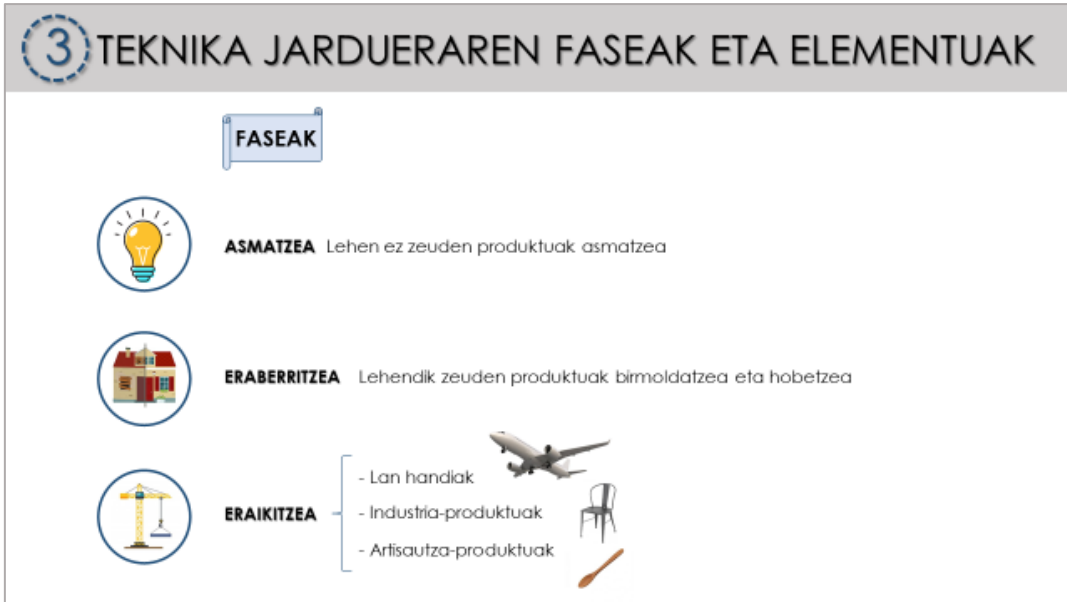 3 TEKNIKA JARDUERAREN FASEAK ETA ELEMENTUAK
FASEAK
ASMATZEA Lehen ez zeuden produktuak asmatzea
ERABERRITZEA Lehendik zeuden produktuak birmoldatzea eta hobetzea
ERAIKITZEA
- Lan handiak
- Industria-produktuak
- Artisautza-produktuak